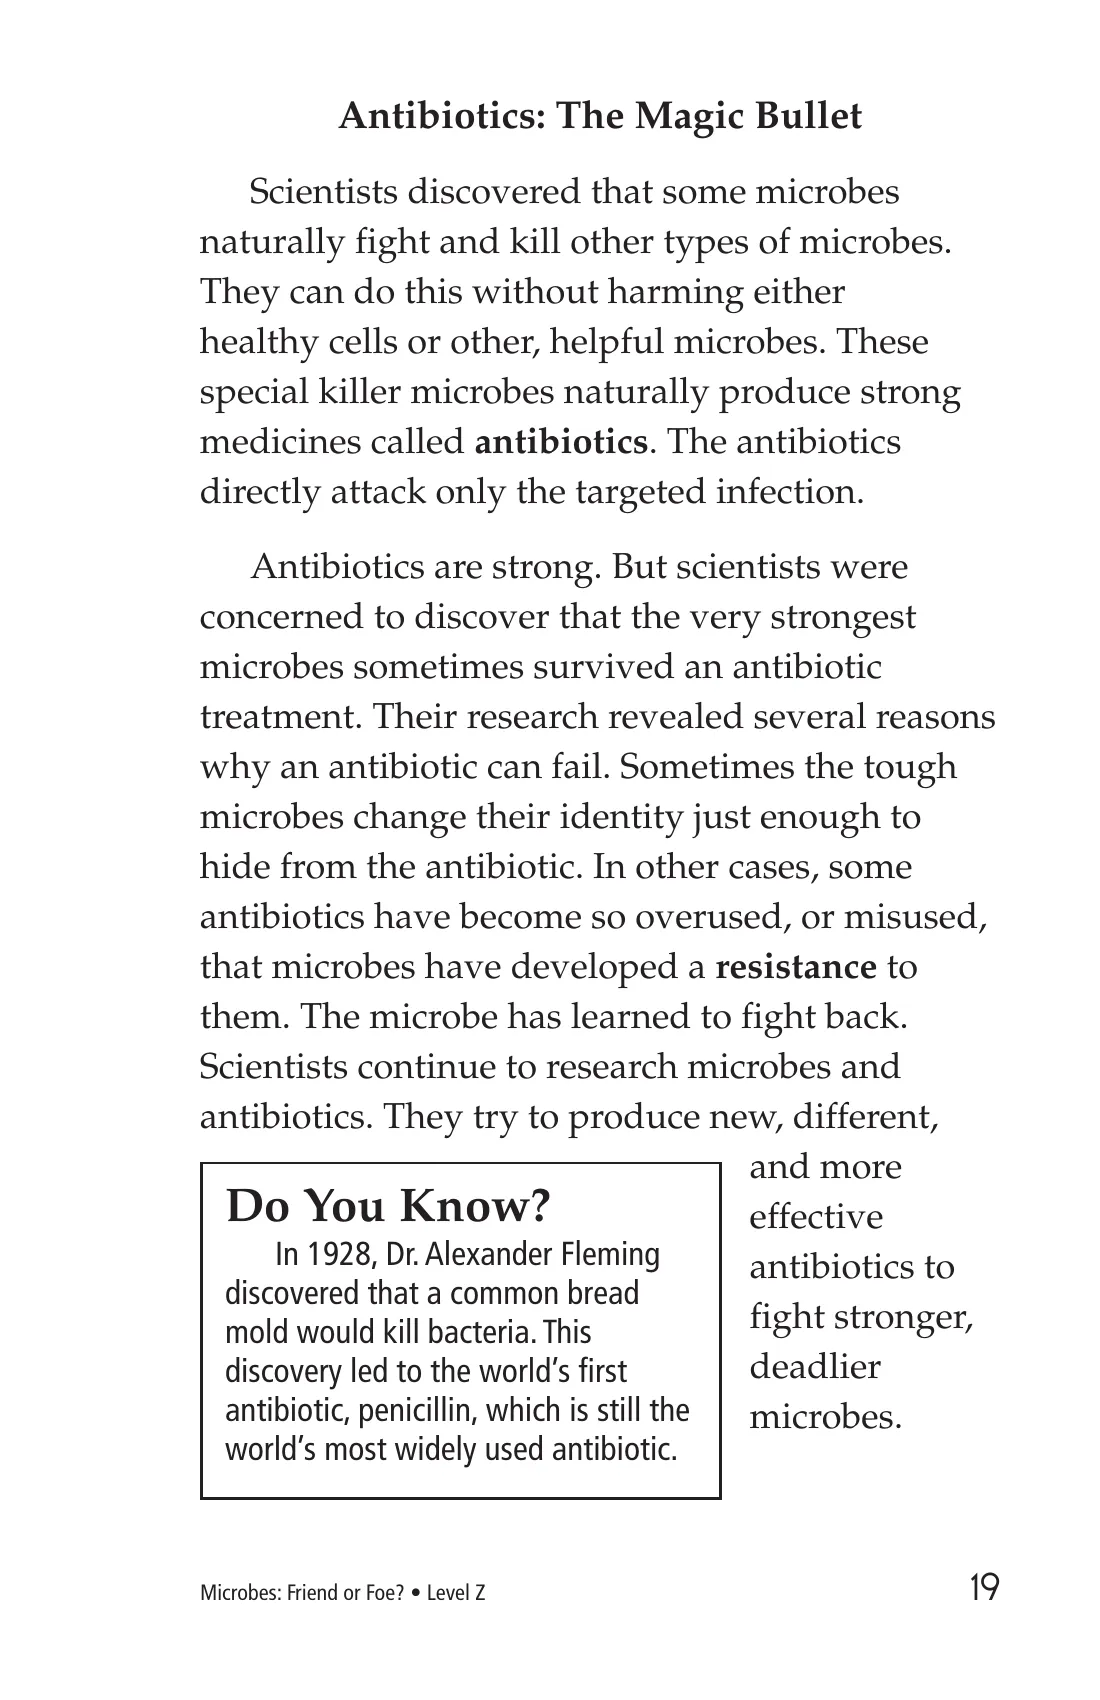 Antibiotics: The Magic Bullet
Scientists discovered that some microbes
naturally fight and kill other types of microbes.
They can do this without harming either
healthy cells or other, helpful microbes. These
special killer microbes naturally produce strong
medicines called antibiotics. The antibiotics
directly attack only the targeted infection.
Antibiotics are strong. But scientists were
concerned to discover that the very strongest
microbes sometimes survived an antibiotic
treatment. Their research revealed several reasons
why an antibiotic can fail. Sometimes the tough
microbes change their identity just enough to
hide from the antibiotic. In other cases, some
antibiotics have become so overused, or misused,
that microbes have developed a resistance to
them. The microbe has learned to fight back.
Scientists continue to research microbes and
antibiotics. They try to produce new, different,
and more
effective
antibiotics to
fight stronger,
deadlier
microbes.
Do You Know?
In 1928, Dr. Alexander Fleming
discovered that a common bread
mold would kill bacteria. This
discovery led to the world's first
antibiotic, penicillin, which is still the
world's most widely used antibiotic.
Microbes: Friend or Foe? • Level Z
19